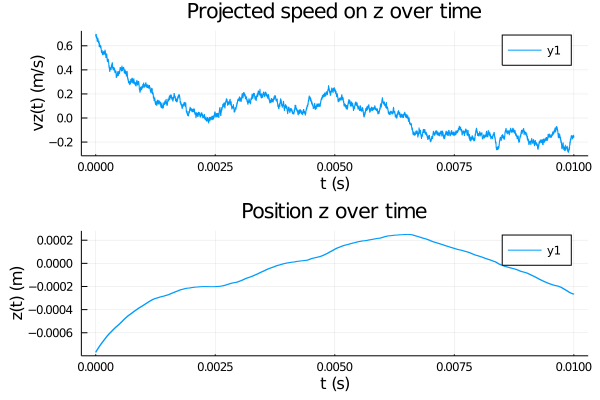 Projected speed on z over time
vz(t) (m/s)
0.6
0.4
0.2
0.0
−0.2
y1
0.0000 0.0025 0.0050 0.0075 0.0100
t (s)
Position z over time
z(t) (m)
0.0002
0.0000
−0.0002
−0.0004
−0.0006
y1
0.0000 0.0025 0.0050 0.0075 0.0100
t (s)